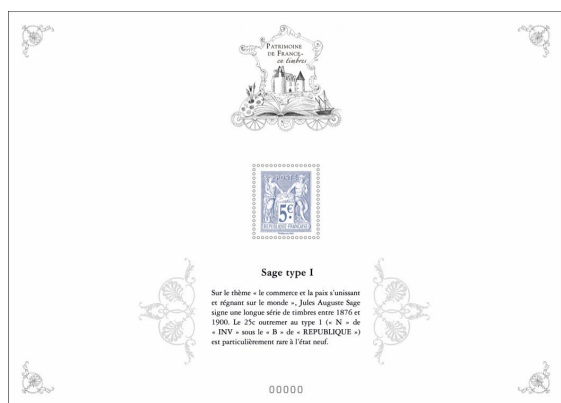 PATRIMOINE
DE FRANCE
en timbres
POSTES
5€
REPUBLIQUE FRANÇAISE
Sage type I
Sur le thème « le commerce et la paix s'unissant
et régnant sur le monde », Jules Auguste Sage
signe une longue série de timbres entre 1876 et
1900. Le 25c outremer au type 1 (« N » de
« INV » sous le « B » de « REPUBLIQUE »)
est particulièrement rare à l'état neuf.
00000